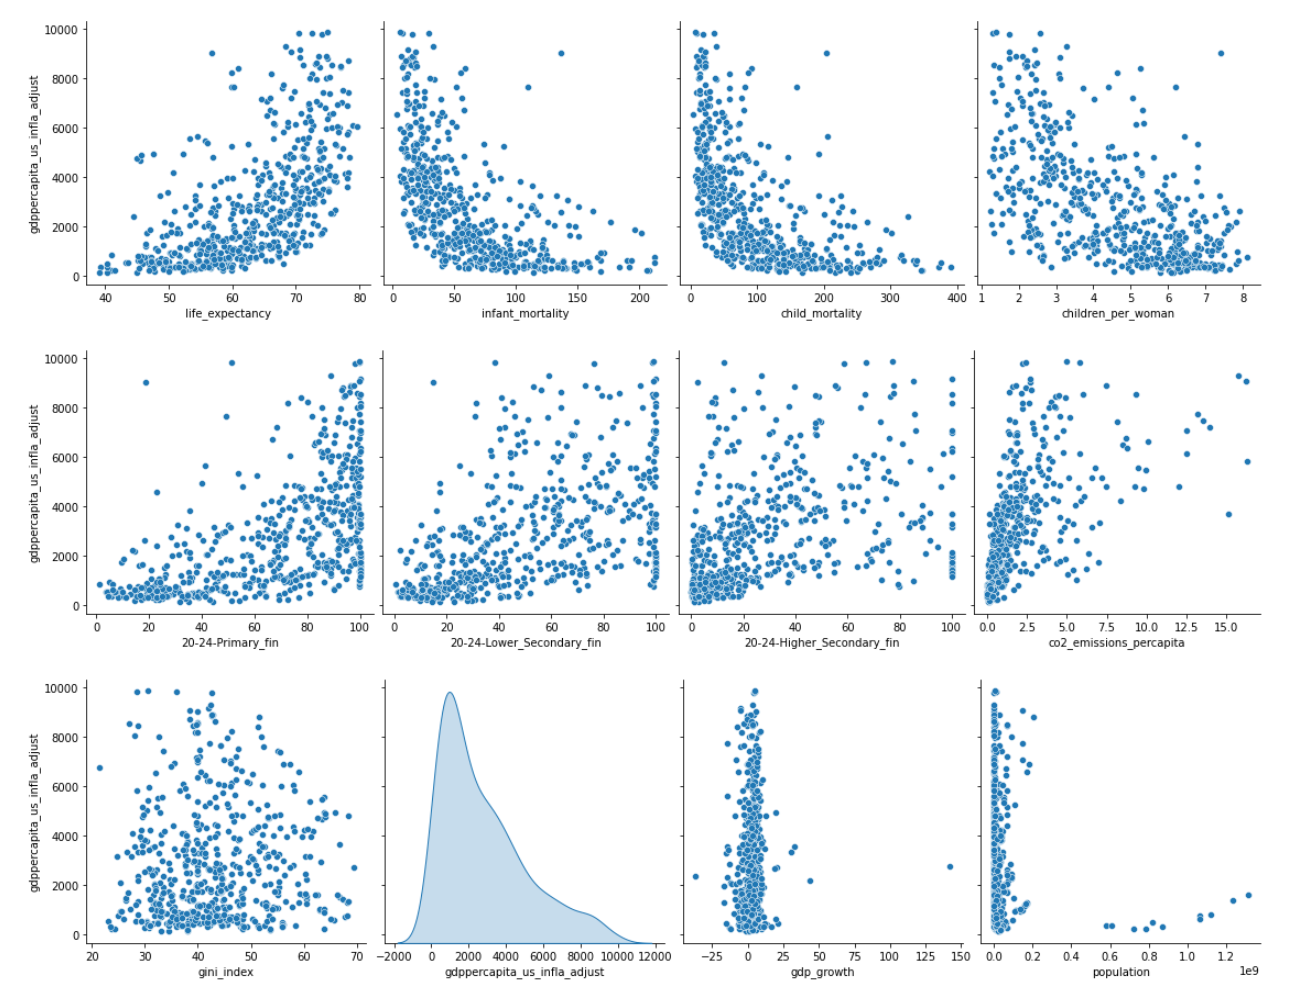 10000
8000
6000
4000
2000
0
gdppercapita_us_infla_adjust
40 50 60 70 80
life_expectancy
0 50 100 150 200
infant_mortality
0 100 200 300 400
child_mortality
1 2 3 4 5 6 7 8
children_per_woman
10000
8000
6000
4000
2000
0
gdppercapita_us_infla_adjust
0 20 40 60 80 100
20-24-Primary_fin
0 20 40 60 80 100
20-24-Lower_Secondary_fin
0 20 40 60 80 100
20-24-Higher_Secondary_fin
0.0 2.5 5.0 7.5 10.0 12.5 15.0
co2_emissions_percapita
10000
8000
6000
4000
2000
0
gdppercapita_us_infla_adjust
20 30 40 50 60 70
gini_index
−2000 0 2000 4000 6000 8000 10000 12000
gdppercapita_us_infla_adjust
−25 0 25 50 75 100 125 150
gdp_growth
0.0 0.2 0.4 0.6 0.8 1.0 1.2
population
1e9